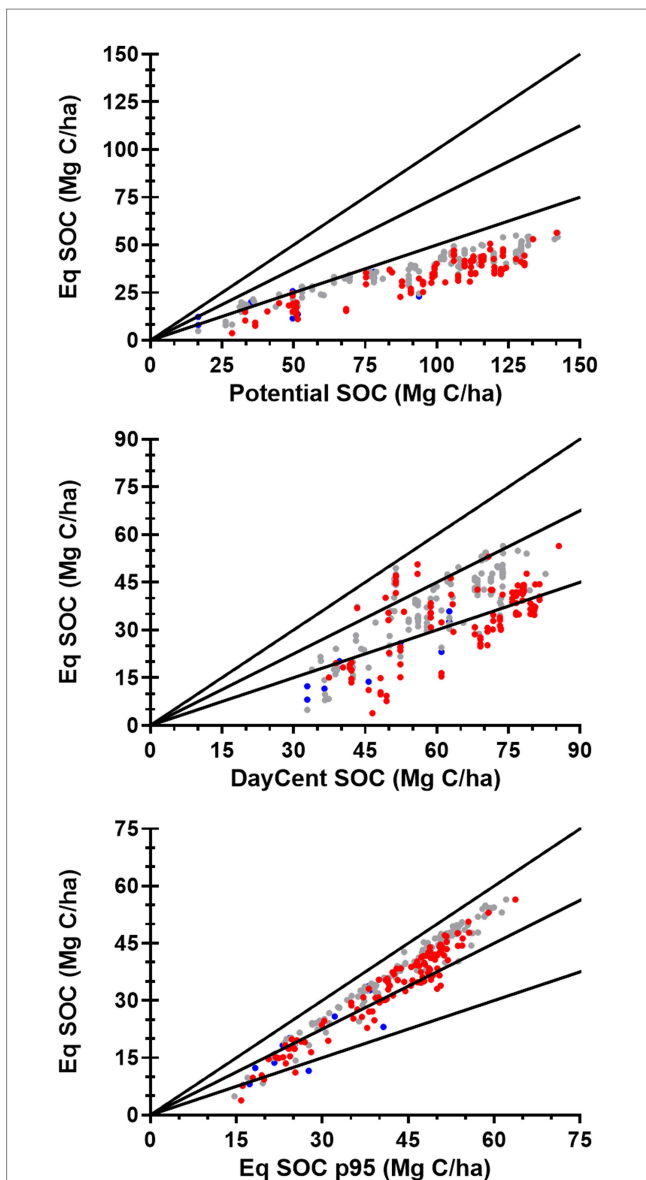 150
125
100
75
50
25
0
Eq SOC (Mg C/ha)
0 25 50 75 100 125 150
Potential SOC (Mg C/ha)
90
75
60
45
30
15
0
Eq SOC (Mg C/ha)
0 15 30 45 60 75 90
DayCent SOC (Mg C/ha)
75
60
45
30
15
0
Eq SOC (Mg C/ha)
0 15 30 45 60 75
Eq SOC p95 (Mg C/ha)